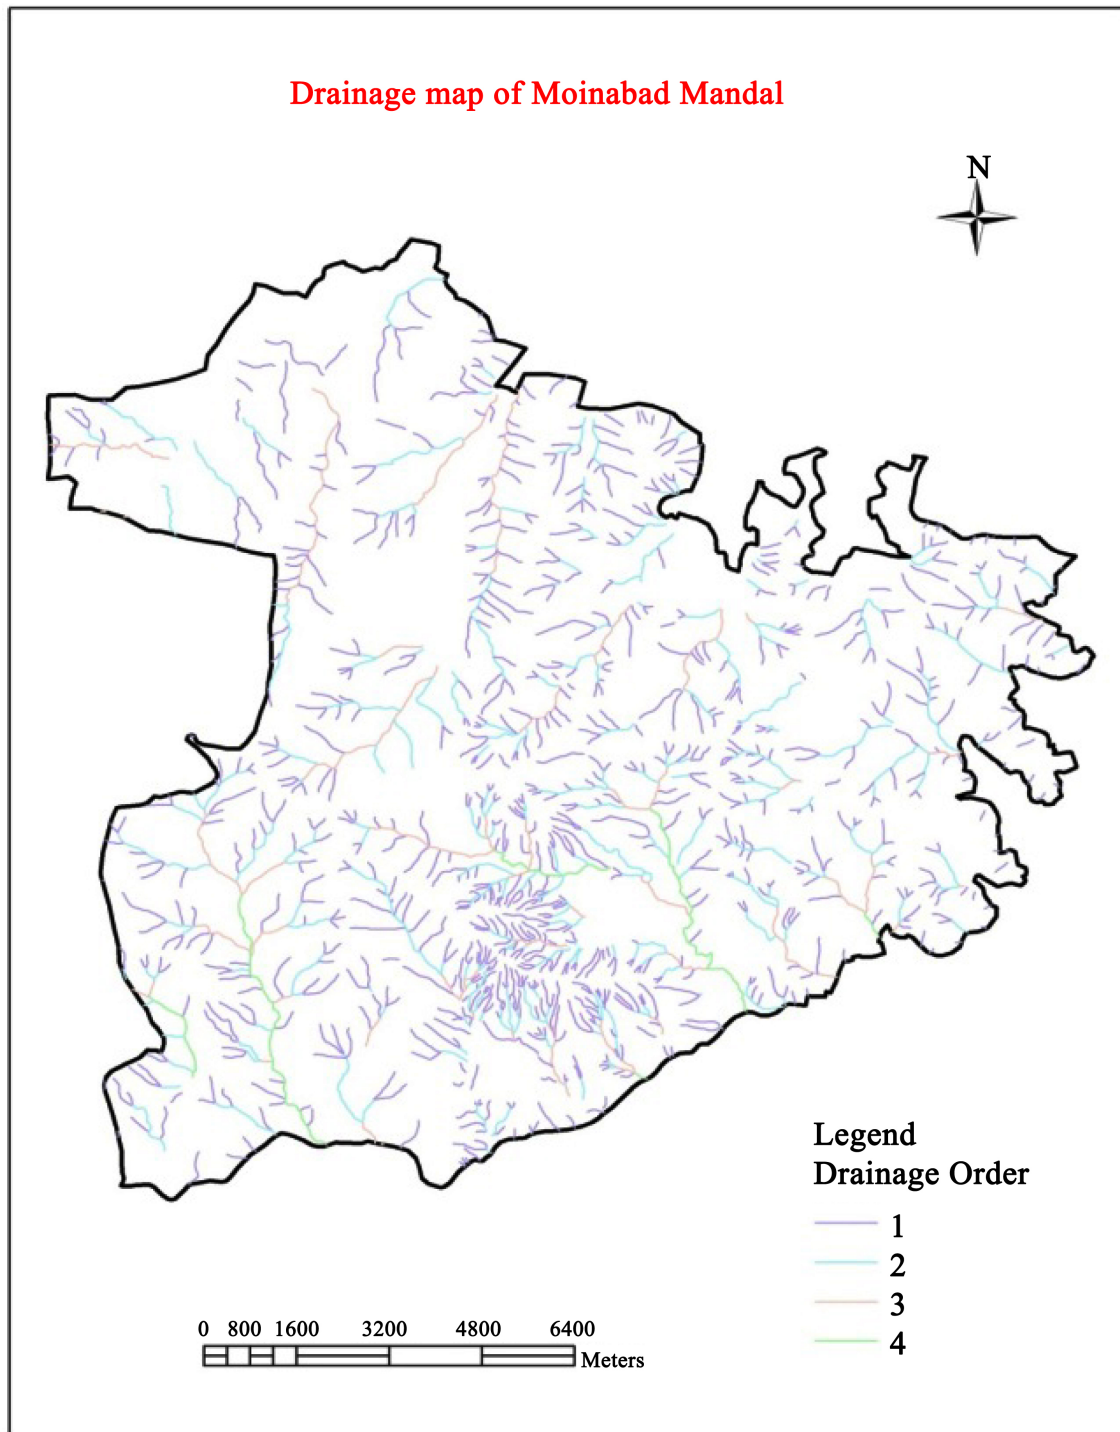 Drainage map of Moinabad Mandal
N
Legend
Drainage Order
1
2
3
4
0 800 1600 3200 4800 6400
Meters